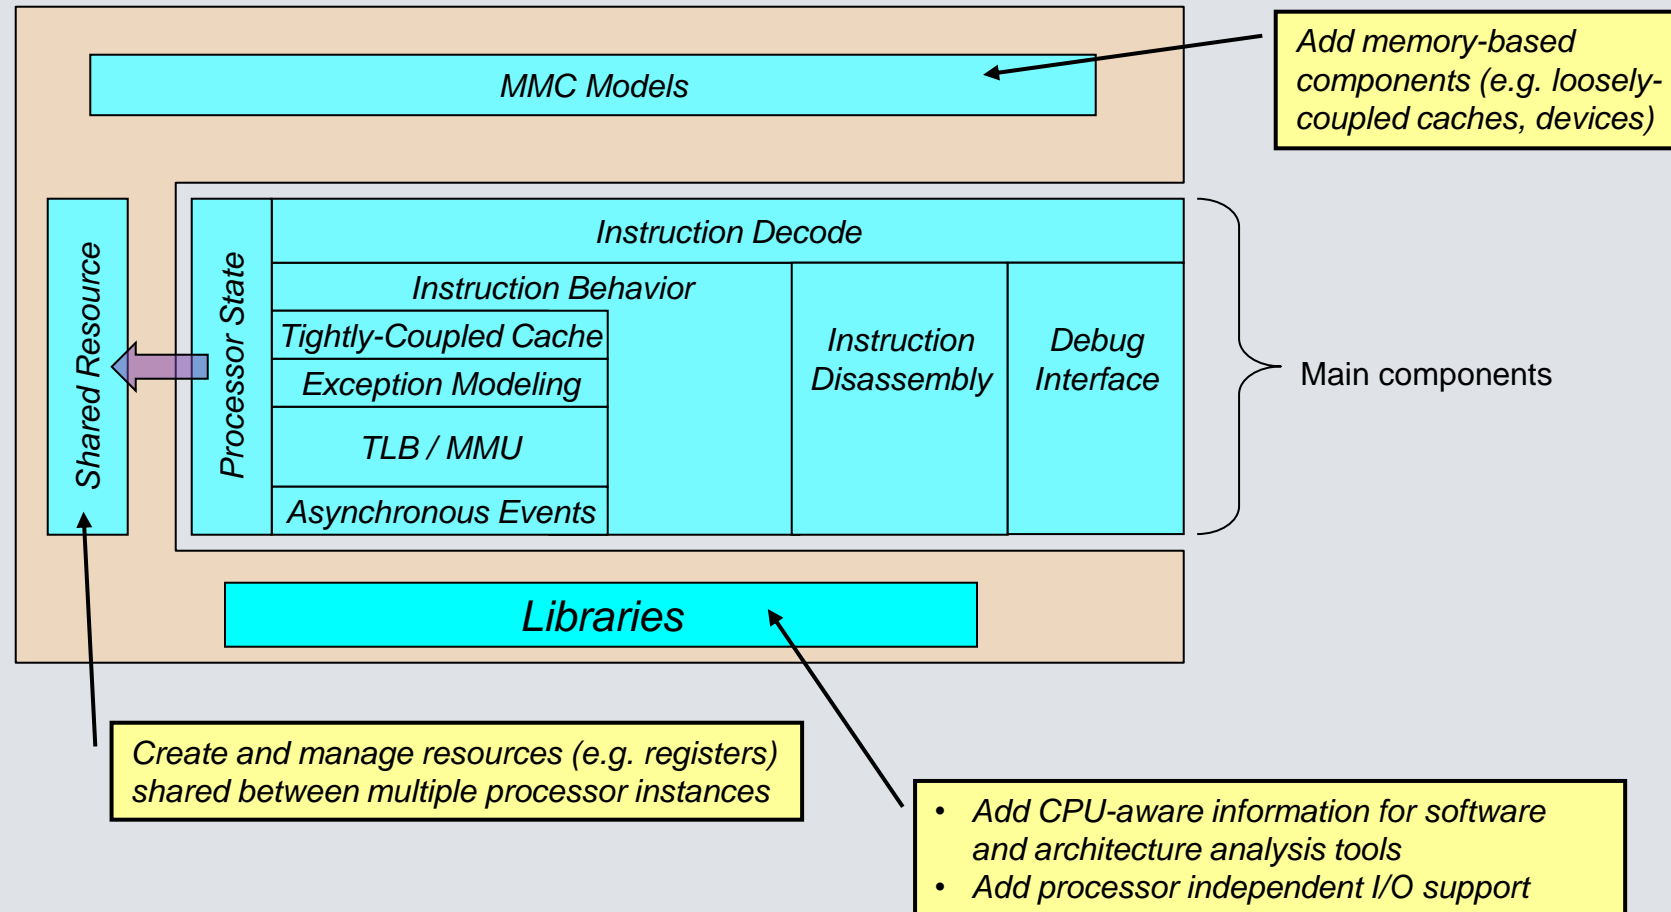 Add memory-based
components (e.g. loosely-
coupled caches, devices)
MMC Models
Shared Resource
Processor State
Instruction Decode
Instruction Behavior
Tightly-Coupled Cache
Exception Modeling
TLB / MMU
Asynchronous Events
Instruction
Disassembly
Debug
Interface
Main components
Libraries
Create and manage resources (e.g. registers)
shared between multiple processor instances
• Add CPU-aware information for software
and architecture analysis tools
• Add processor independent I/O support